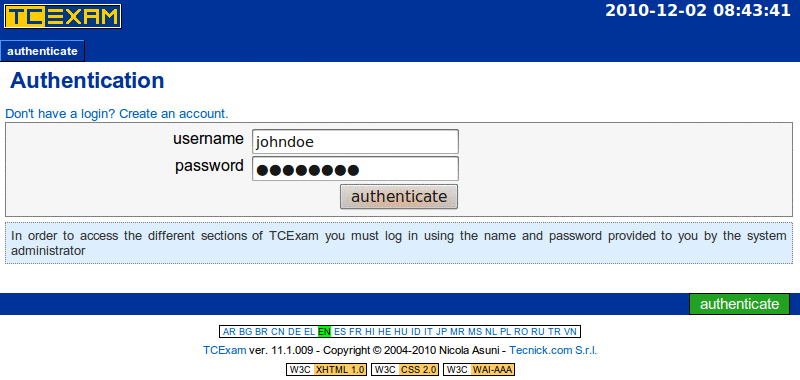 TCEXAM
2010-12-02 08:43:41
authenticate
Authentication
Don't have a login? Create an account.
username johndoe
password ●●●●●●●●
authenticate
In order to access the different sections of TCExam you must log in using the name and password provided to you by the system
administrator
authenticate
AR BG BR CN DE EL EN ES FR HI HE HU ID IT JP MR MS NL PL RO RU TR VN
TCExam ver. 11.1.009 - Copyright © 2004-2010 Nicola Asuni - Tecnick.com S.r.l.
W3C XHTML 1.0 W3C CSS 2.0 W3C WAI-AAA